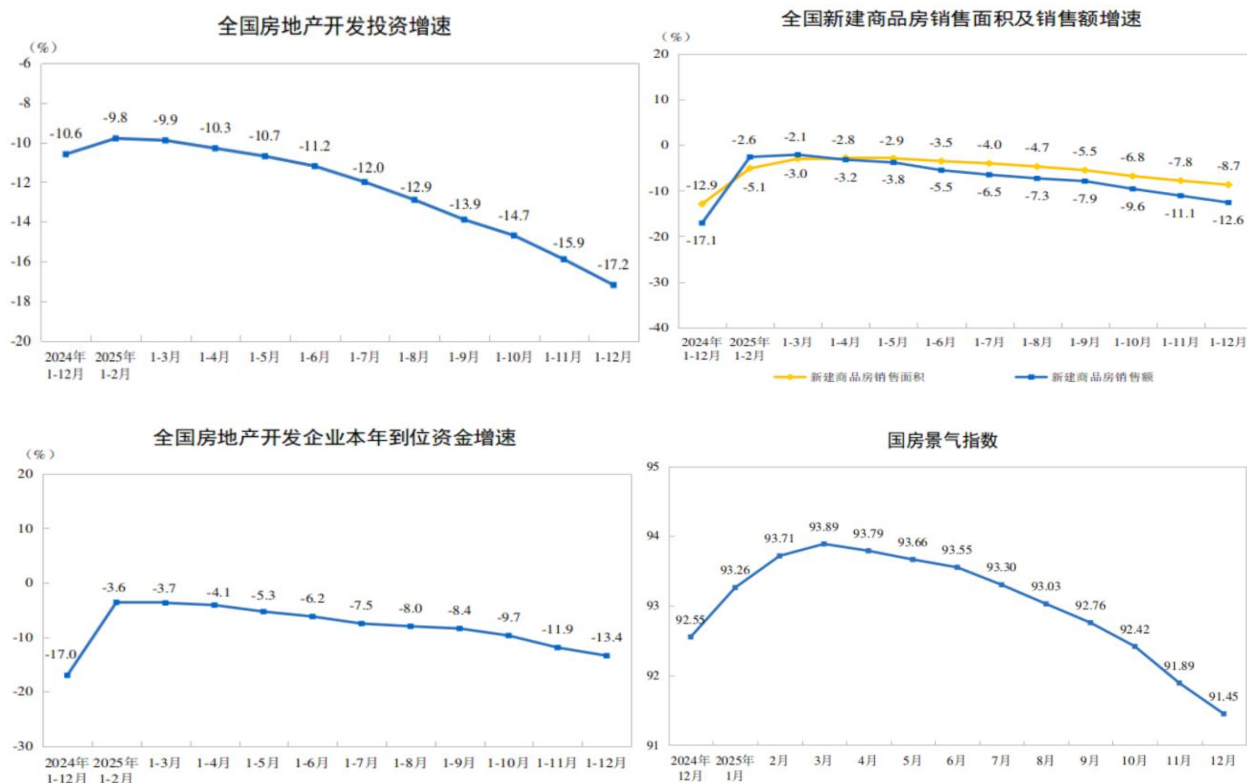 全国房地产开发投资增速
（%）
-6
-8
-10
-12
-14
-16
-18
-20
-10.6
-9.8
-9.9
-10.3
-10.7
-11.2
-12.0
-12.9
-13.9
-14.7
-15.9
-17.2
2024年
1-12月
2025年
1-2月
1-3月
1-4月
1-5月
1-6月
1-7月
1-8月
1-9月
1-10月
1-11月
1-12月
全国新建商品房销售面积及销售额增速
（%）
20
10
0
-10
-20
-30
-40
-2.6
-2.1
-2.8
-2.9
-3.5
-4.0
-4.7
-5.5
-6.8
-7.8
-8.7
-12.9
-17.1
-5.1
-3.0
-3.2
-3.8
-5.5
-6.5
-7.3
-7.9
-9.6
-11.1
-12.6
2024年
1-12月
2025年
1-2月
1-3月
1-4月
1-5月
1-6月
1-7月
1-8月
1-9月
1-10月
1-11月
1-12月
新建商品房销售面积
新建商品房销售额
全国房地产开发企业本年到位资金增速
（%）
20
10
0
-10
-20
-30
-17.0
-3.6
-3.7
-4.1
-5.3
-6.2
-7.5
-8.0
-8.4
-9.7
-11.9
-13.4
2024年
1-12月
2025年
1-2月
1-3月
1-4月
1-5月
1-6月
1-7月
1-8月
1-9月
1-10月
1-11月
1-12月
国房景气指数
95
94
93
92
91
92.55
93.26
93.71
93.89
93.79
93.66
93.55
93.30
93.03
92.76
92.42
91.89
91.45
2024年
12月
2025年
1月
2月
3月
4月
5月
6月
7月
8月
9月
10月
11月
12月